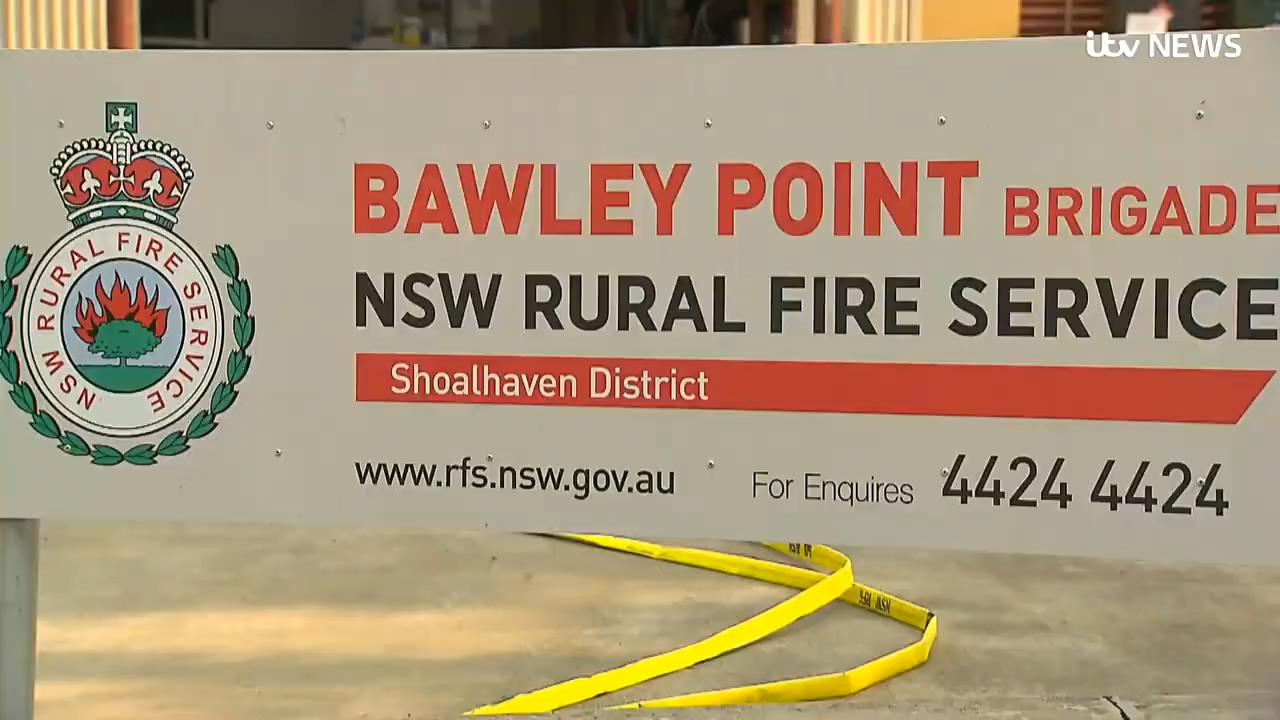 itv NEWS
BAWLEY POINT BRIGADE
NSW RURAL FIRE SERVICE
Shoalhaven District
www.rfs.nsw.gov.au For Enquires 4424 4424
NSW RURAL FIRE SERVICE